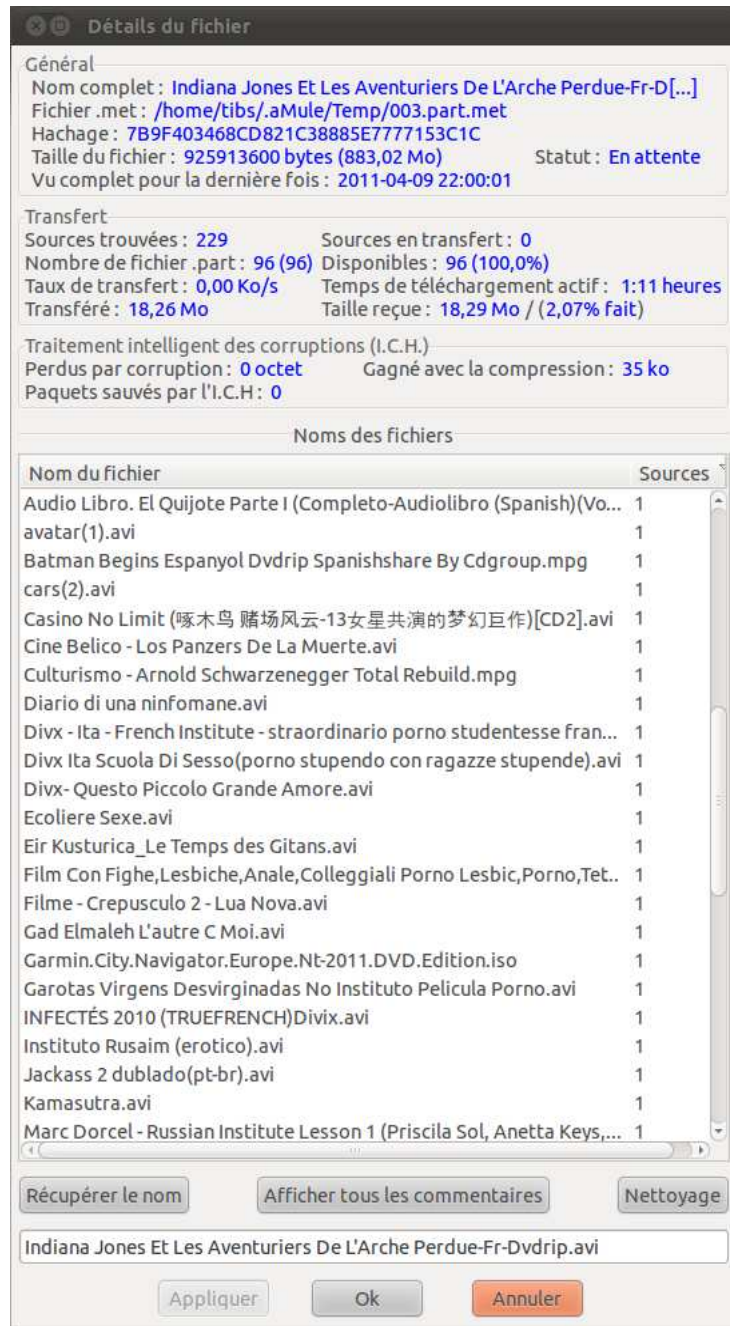 Détails du fichier
Général
Nom complet : Indiana Jones Et Les Aventuriers De L'Arche Perdue-Fr-D[...]
Fichier .met : /home/tibs/.aMule/Temp/003.part.met
Hachage : 7B9F403468CD821C38885E7777153C1C
Taille du fichier : 925913600 bytes (883,02 Mo) Statut : En attente
Vu complet pour la dernière fois : 2011-04-09 22:00:01
Transfert
Sources trouvées : 229 Sources en transfert : 0
Nombre de fichier .part : 96 (96) Disponibles : 96 (100,0%)
Taux de transfert : 0,00 Ko/s Temps de téléchargement actif : 1:11 heures
Transféré : 18,26 Mo Taille reçue : 18,29 Mo / (2,07% fait)
Traitement intelligent des corruptions (I.C.H.)
Perdus par corruption : 0 octet Gagné avec la compression : 35 ko
Paquets sauvés par l'I.C.H : 0
Noms des fichiers
Nom du fichier Sources
Audio Libro. El Quijote Parte I (Completo-Audiolibro (Spanish)(Vo... 1
avatar(1).avi 1
Batman Begins Espanyol Dvdrip Spanishshare By Cdgroup.mpg 1
cars(2).avi 1
Casino No Limit (啄木鸟 赌场风云-13女星共演的梦幻巨作)[CD2].avi 1
Cine Belico - Los Panzers De La Muerte.avi 1
Culturismo - Arnold Schwarzenegger Total Rebuild.mpg 1
Diario di una ninfomane.avi 1
Divx - Ita - French Institute - straordinario porno studentesse fran... 1
Divx Ita Scuola Di Sesso(porno stupendo con ragazze stupende).avi 1
Divx- Questo Piccolo Grande Amore.avi 1
Ecoliere Sexe.avi 1
Eir Kusturica_Le Temps des Gitans.avi 1
Film Con Fighe,Lesbiche,Anale,Colleggiali Porno Lesbic,Porno,Tet.. 1
Filme - Crepusculo 2 - Lua Nova.avi 1
Gad Elmaleh L'autre C Moi.avi 1
Garmin.City.Navigator.Europe.Nt-2011.DVD.Edition.iso 1
Garotas Virgens Desvirginadas No Instituto Pelicula Porno.avi 1
INFECTÉS 2010 (TRUEFRENCH)Divix.avi 1
Instituto Rusaim (erotico).avi 1
Jackass 2 dublado(pt-br).avi 1
Kamasutra.avi 1
Marc Dorcel - Russian Institute Lesson 1 (Priscila Sol, Anetta Keys,... 1
Récupérer le nom Afficher tous les commentaires Nettoyage
Indiana Jones Et Les Aventuriers De L'Arche Perdue-Fr-Dvdrip.avi
Appliquer Ok Annuler